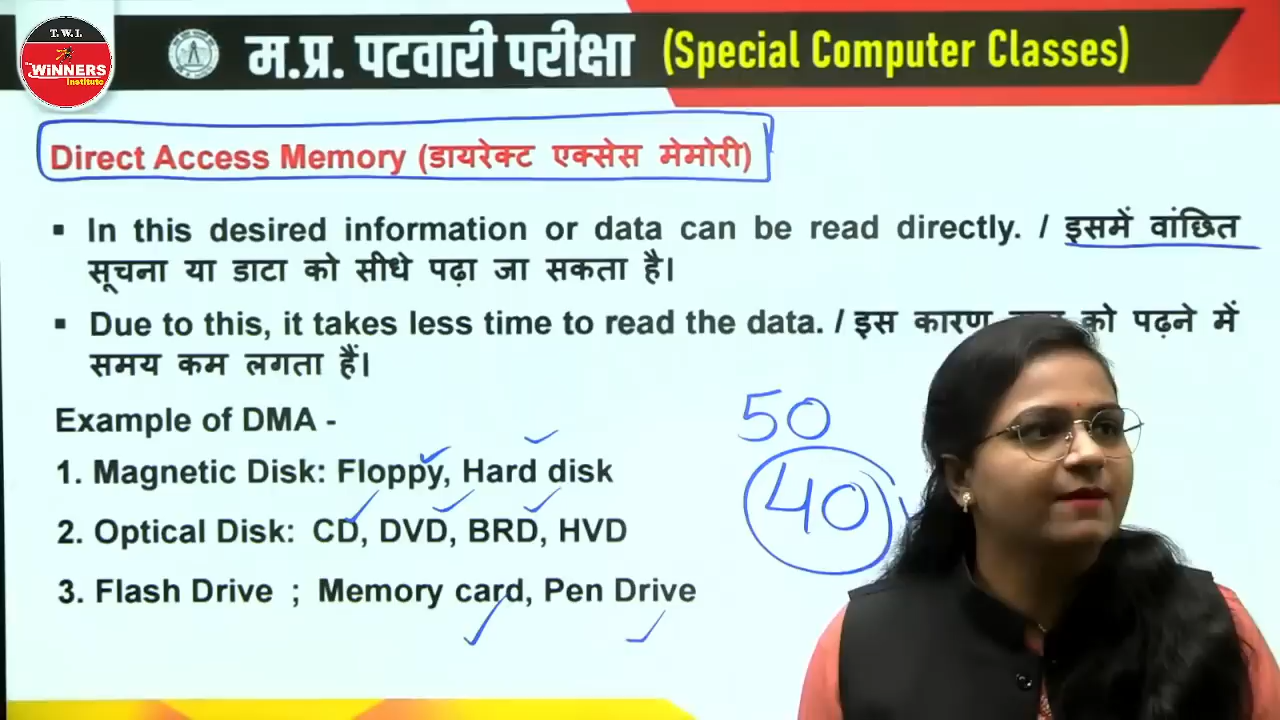 T.W.I.
The
WiNNERS
institute
म.प्र. पटवारी परीक्षा (Special Computer Classes)
Direct Access Memory (डायरेक्ट एक्सेस मेमोरी)
▪ In this desired information or data can be read directly. / इसमें वांछित
सूचना या डाटा को सीधे पढ़ा जा सकता है।
▪ Due to this, it takes less time to read the data. / इस कारण को पढ़ने में
समय कम लगता हैं।
Example of DMA -
50
1. Magnetic Disk: Floppy, Hard disk
40
2. Optical Disk: CD, DVD, BRD, HVD
3. Flash Drive ; Memory card, Pen Drive